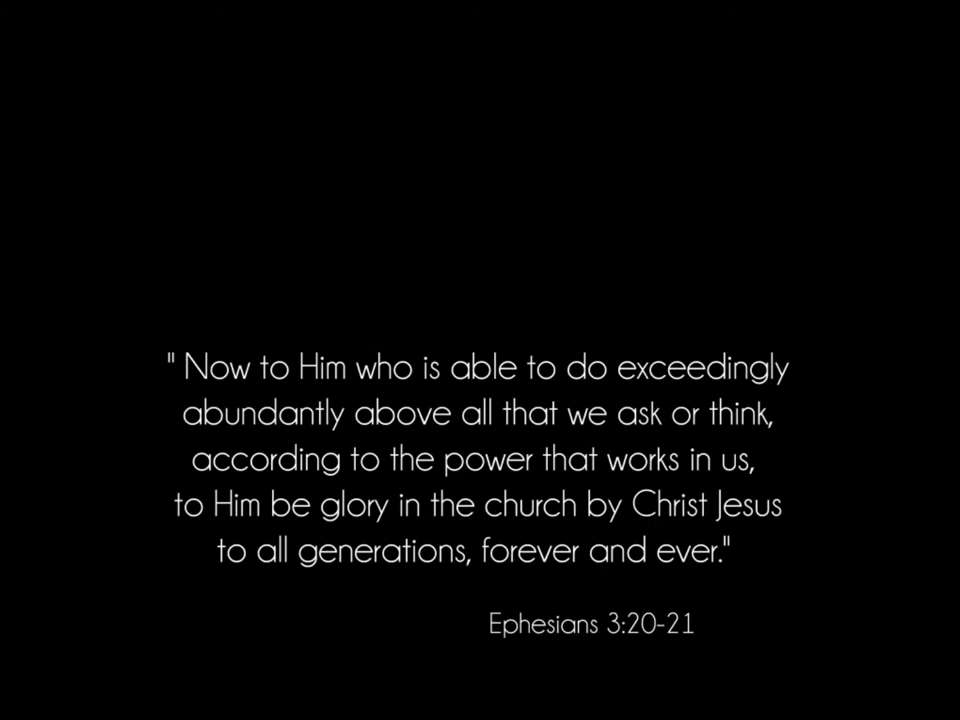 " Now to Him who is able to do exceedingly
abundantly above all that we ask or think,
according to the power that works in us,
to Him be glory in the church by Christ Jesus
to all generations, forever and ever."
Ephesians 3:20-21